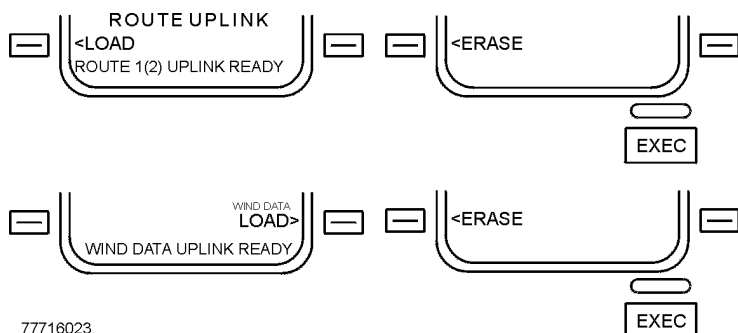 ROUTE UPLINK
<LOAD
ROUTE 1(2) UPLINK READY
<ERASE
EXEC
WIND DATA
LOAD>
WIND DATA UPLINK READY
<ERASE
EXEC
77716023